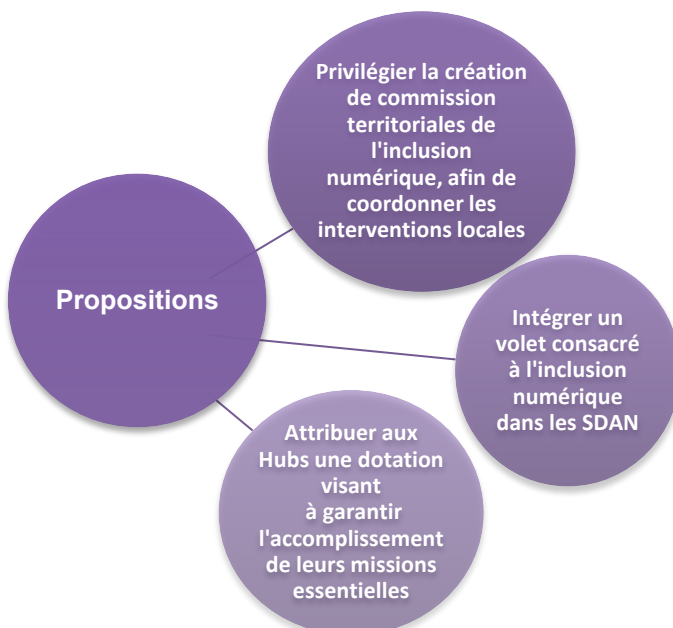 Privilégier la création
de commission
territoriales de
l'inclusion
numérique, afin de
coordonner les
interventions locales
Propositions
Intégrer un
volet consacré
à l'inclusion
numérique
dans les SDAN
Attribuer aux
Hubs une dotation
visant
à garantir
l'accomplissement
de leurs missions
essentielles